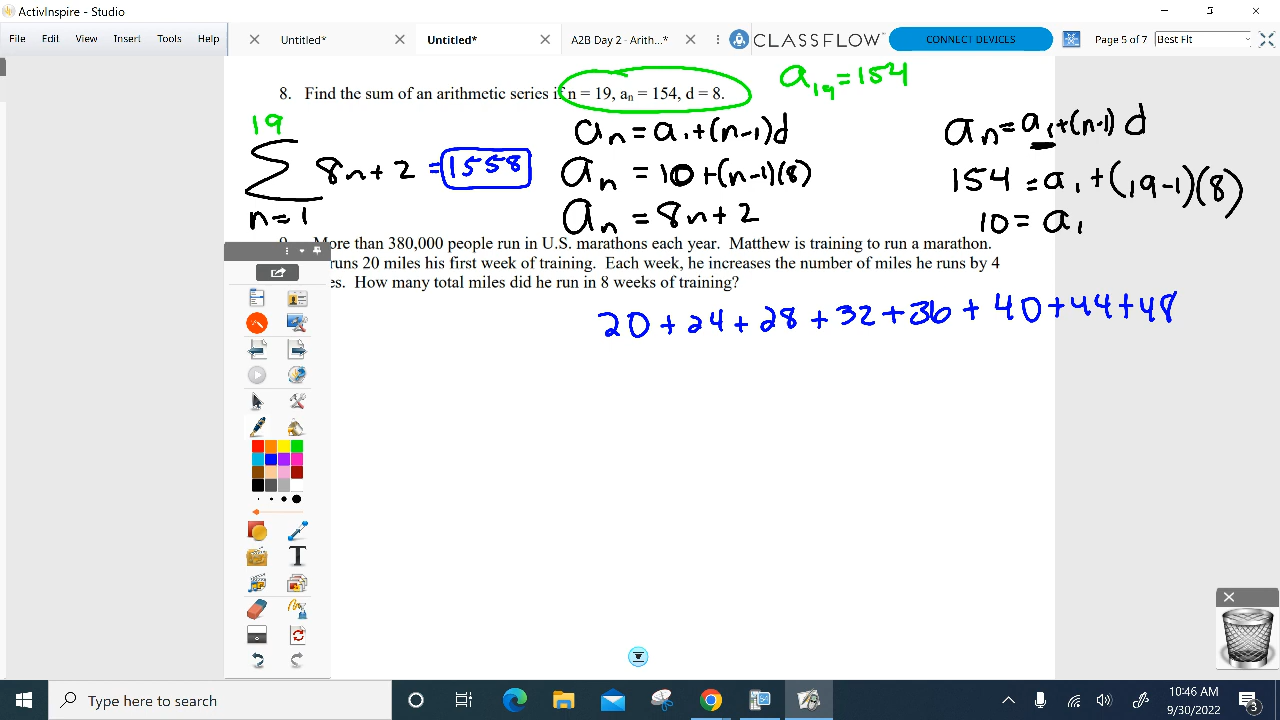 ActivInspire - Studio
File Edit View Insert Tools Help
Untitled* Untitled* A2B Day 2 - Arith...* CLASSFLOW CONNECT DEVICES Page 5 of 7 Best Fit
8. Find the sum of an arithmetic series if n = 19, aₙ = 154, d = 8.
a₁₉ = 154
19
∑ 8n + 2 = 1558
n = 1
aₙ = a₁ + (n-1)d
aₙ = 10 + (n-1)(8)
aₙ = 8n + 2
aₙ = a₁ + (n-1) d
154 = a₁ + (19-1)(8)
10 = a₁
More than 380,000 people run in U.S. marathons each year. Matthew is training to run a marathon.
runs 20 miles his first week of training. Each week, he increases the number of miles he runs by 4
es. How many total miles did he run in 8 weeks of training?
20 + 24 + 28 + 32 + 36 + 40 + 44 + 48
T
Type here to search
10:46 AM
9/30/2022
3